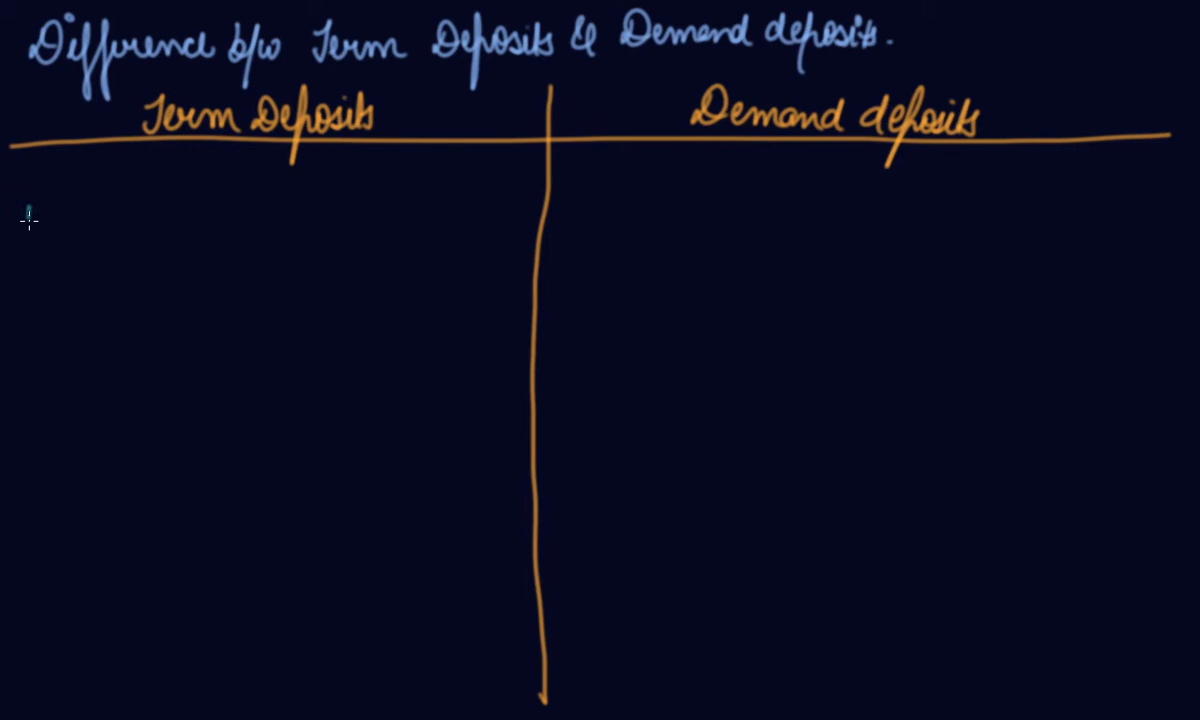 Difference b/w Term Deposits & Demand deposits.
Term Deposits
Demand deposits